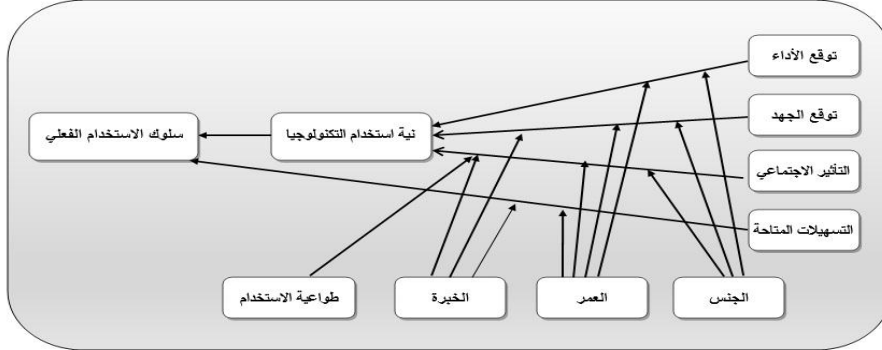 توقع الأداء
توقع الجهد
نية استخدام التكنولوجيا
سلوك الاستخدام الفعلي
التأثير الاجتماعي
التسهيلات المتاحة
الجنس
العمر
الخبرة
طواعية الاستخدام